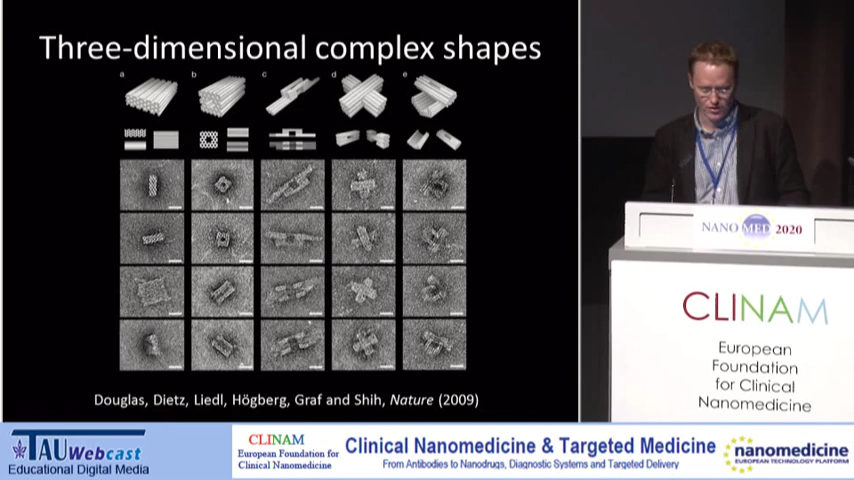 Three-dimensional complex shapes
a b c d e
Douglas, Dietz, Liedl, Högberg, Graf and Shih, Nature (2009)
NANO MED 2020
CLINAM
European
Foundation
for Clinical
Nanomedicine
TAU Webcast
Educational Digital Media
CLINAM
European Foundation for
Clinical Nanomedicine
Clinical Nanomedicine & Targeted Medicine
From Antibodies to Nanodrugs, Diagnostic Systems and Targeted Delivery
nanomedicine
EUROPEAN TECHNOLOGY PLATFORM